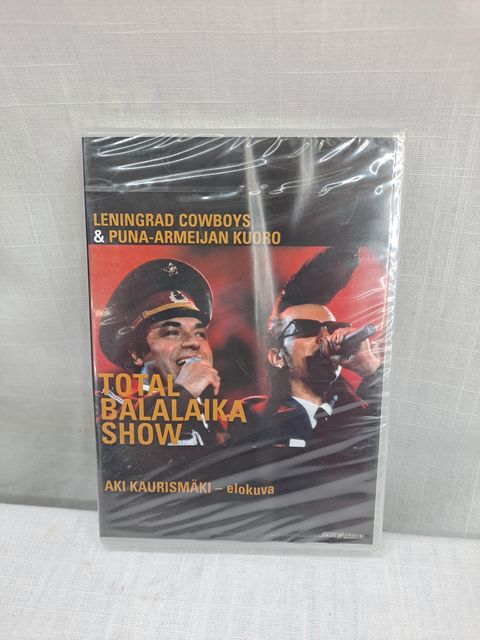 LENINGRAD COWBOYS
& PUNA-ARMEIJAN KUORO
TOTAL
BALALAIKA
SHOW
AKI KAURISMÄKI – elokuva